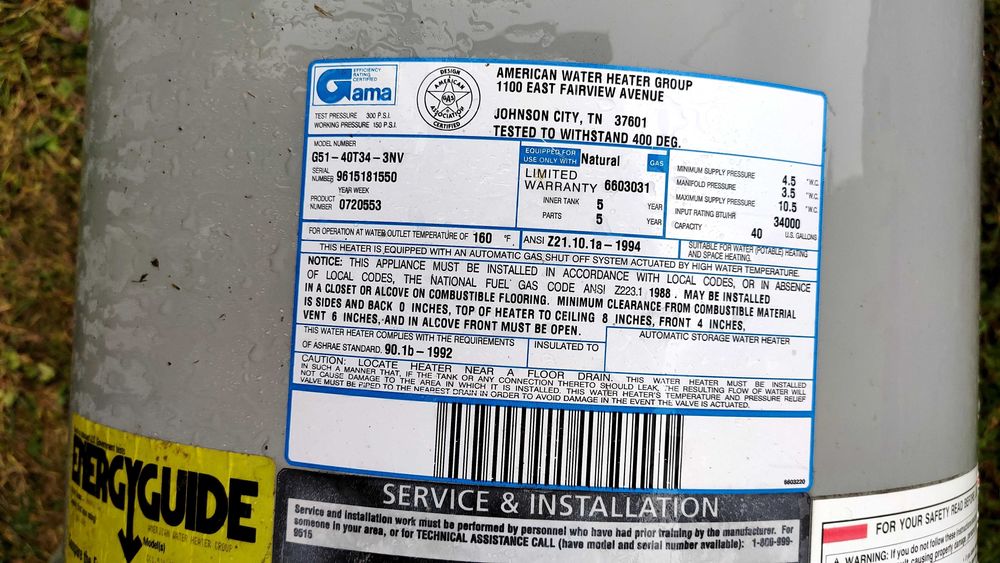 EFFICIENCY
RATING
CERTIFIED
Gama
DESIGN
AMERICAN
GAS
ASSOCIATION
CERTIFIED
AMERICAN WATER HEATER GROUP
1100 EAST FAIRVIEW AVENUE
JOHNSON CITY, TN 37601
TESTED TO WITHSTAND 400 DEG.
TEST PRESSURE 300 P.S.I.
WORKING PRESSURE 150 P.S.I.
MODEL NUMBER
G51-40T34-3NV
SERIAL
NUMBER 9615181550
YEAR WEEK
PRODUCT
NUMBER 0720553
EQUIPPED FOR
USE ONLY WITH Natural GAS
LIMITED
WARRANTY 6603031
INNER TANK 5 YEAR
PARTS 5 YEAR
MINIMUM SUPPLY PRESSURE 4.5 "W.C.
MANIFOLD PRESSURE 3.5 "W.C.
MAXIMUM SUPPLY PRESSURE 10.5 "W.C.
INPUT RATING BTU/HR 34000
CAPACITY 40 U.S. GALLONS
FOR OPERATION AT WATER OUTLET TEMPERATURE OF 160 °F.
ANSI Z21.10.1a-1994
SUITABLE FOR WATER (POTABLE) HEATING
AND SPACE HEATING.
THIS HEATER IS EQUIPPED WITH AN AUTOMATIC GAS SHUT OFF SYSTEM ACTUATED BY HIGH WATER TEMPERATURE.
NOTICE: THIS APPLIANCE MUST BE INSTALLED IN ACCORDANCE WITH LOCAL CODES, OR IN ABSENCE
OF LOCAL CODES, THE NATIONAL FUEL GAS CODE ANSI Z223.1 1988. MAY BE INSTALLED
IN A CLOSET OR ALCOVE ON COMBUSTIBLE FLOORING. MINIMUM CLEARANCE FROM COMBUSTIBLE MATERIAL
IS SIDES AND BACK 0 INCHES, TOP OF HEATER TO CEILING 8 INCHES, FRONT 4 INCHES,
VENT 6 INCHES, AND IN ALCOVE FRONT MUST BE OPEN.
THIS WATER HEATER COMPLIES WITH THE REQUIREMENTS
OF ASHRAE STANDARD. 90.1b-1992
INSULATED TO
AUTOMATIC STORAGE WATER HEATER
CAUTION: LOCATE HEATER NEAR A FLOOR DRAIN. THIS WATER HEATER MUST BE INSTALLED
IN SUCH A MANNER THAT, IF THE TANK OR ANY CONNECTION THERETO SHOULD LEAK, THE RESULTING FLOW OF WATER WILL
NOT CAUSE DAMAGE TO THE AREA IN WHICH IT IS INSTALLED. THIS WATER HEATER'S TEMPERATURE AND PRESSURE RELIEF
VALVE MUST BE PIPED TO THE NEAREST DRAIN IN ORDER TO AVOID DAMAGE IN THE EVENT THE VALVE IS ACTUATED.
6603220
ENERGYGUIDE
AMERICAN WATER HEATER GROUP
Model(s)
SERVICE & INSTALLATION
Service and installation work must be performed by personnel who have had prior training by the manufacturer. For
someone in your area, or for TECHNICAL ASSISTANCE CALL (have model and serial number available): 1-800-999-
9515
FOR YOUR SAFETY READ BEFORE
WARNING: If you do not follow these instructions
causing property damage,